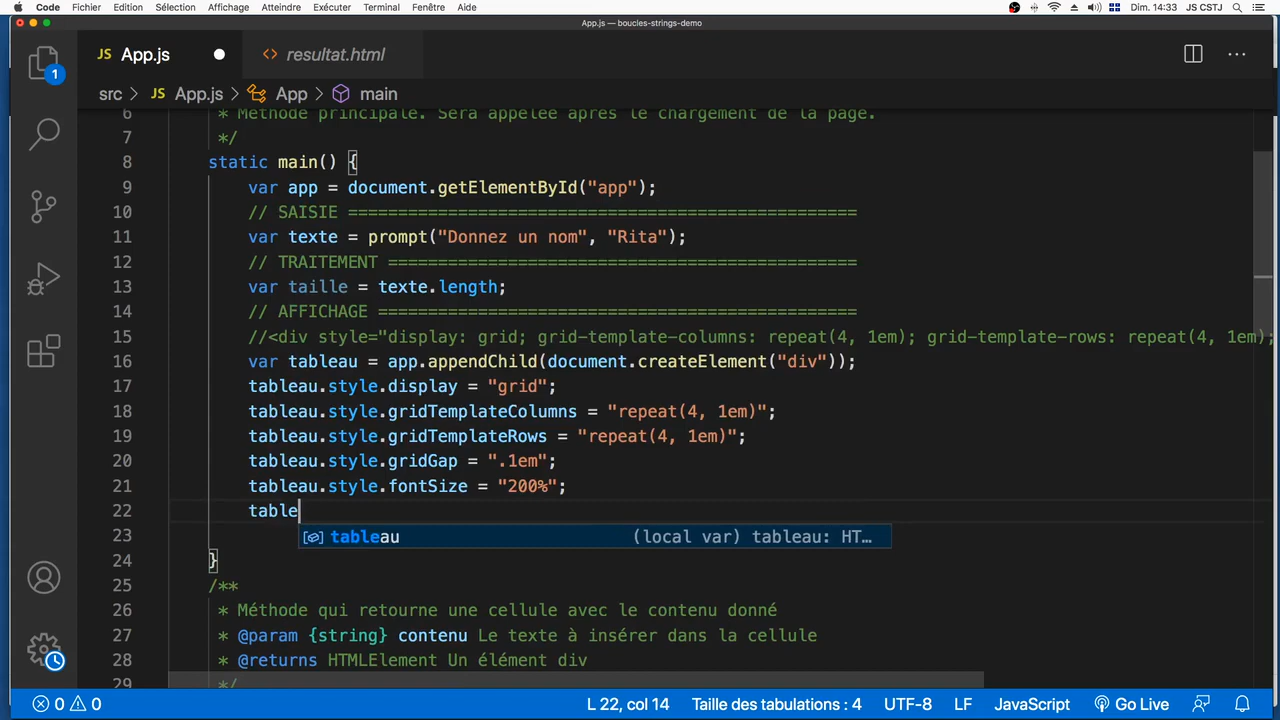 Code Fichier Edition Sélection Affichage Atteindre Exécuter Terminal Fenêtre Aide Dim. 14:33 JS CSTJ
App.js — boucles-strings-demo
JS App.js <> resultat.html
src > JS App.js > App > main
6 * Méthode principale. Sera appelée après le chargement de la page.
7 */
8 static main() {
9 var app = document.getElementById("app");
10 // SAISIE ===================================================
11 var texte = prompt("Donnez un nom", "Rita");
12 // TRAITEMENT ===============================================
13 var taille = texte.length;
14 // AFFICHAGE ================================================
15 //<div style="display: grid; grid-template-columns: repeat(4, 1em); grid-template-rows: repeat(4, 1em);
16 var tableau = app.appendChild(document.createElement("div"));
17 tableau.style.display = "grid";
18 tableau.style.gridTemplateColumns = "repeat(4, 1em)";
19 tableau.style.gridTemplateRows = "repeat(4, 1em)";
20 tableau.style.gridGap = ".1em";
21 tableau.style.fontSize = "200%";
22 table
23 tableau (local var) tableau: HT…
24 }
25 /**
26 * Méthode qui retourne une cellule avec le contenu donné
27 * @param {string} contenu Le texte à insérer dans la cellule
28 * @returns HTMLElement Un élément div
29 */
1
0 0 L 22, col 14 Taille des tabulations : 4 UTF-8 LF JavaScript Go Live